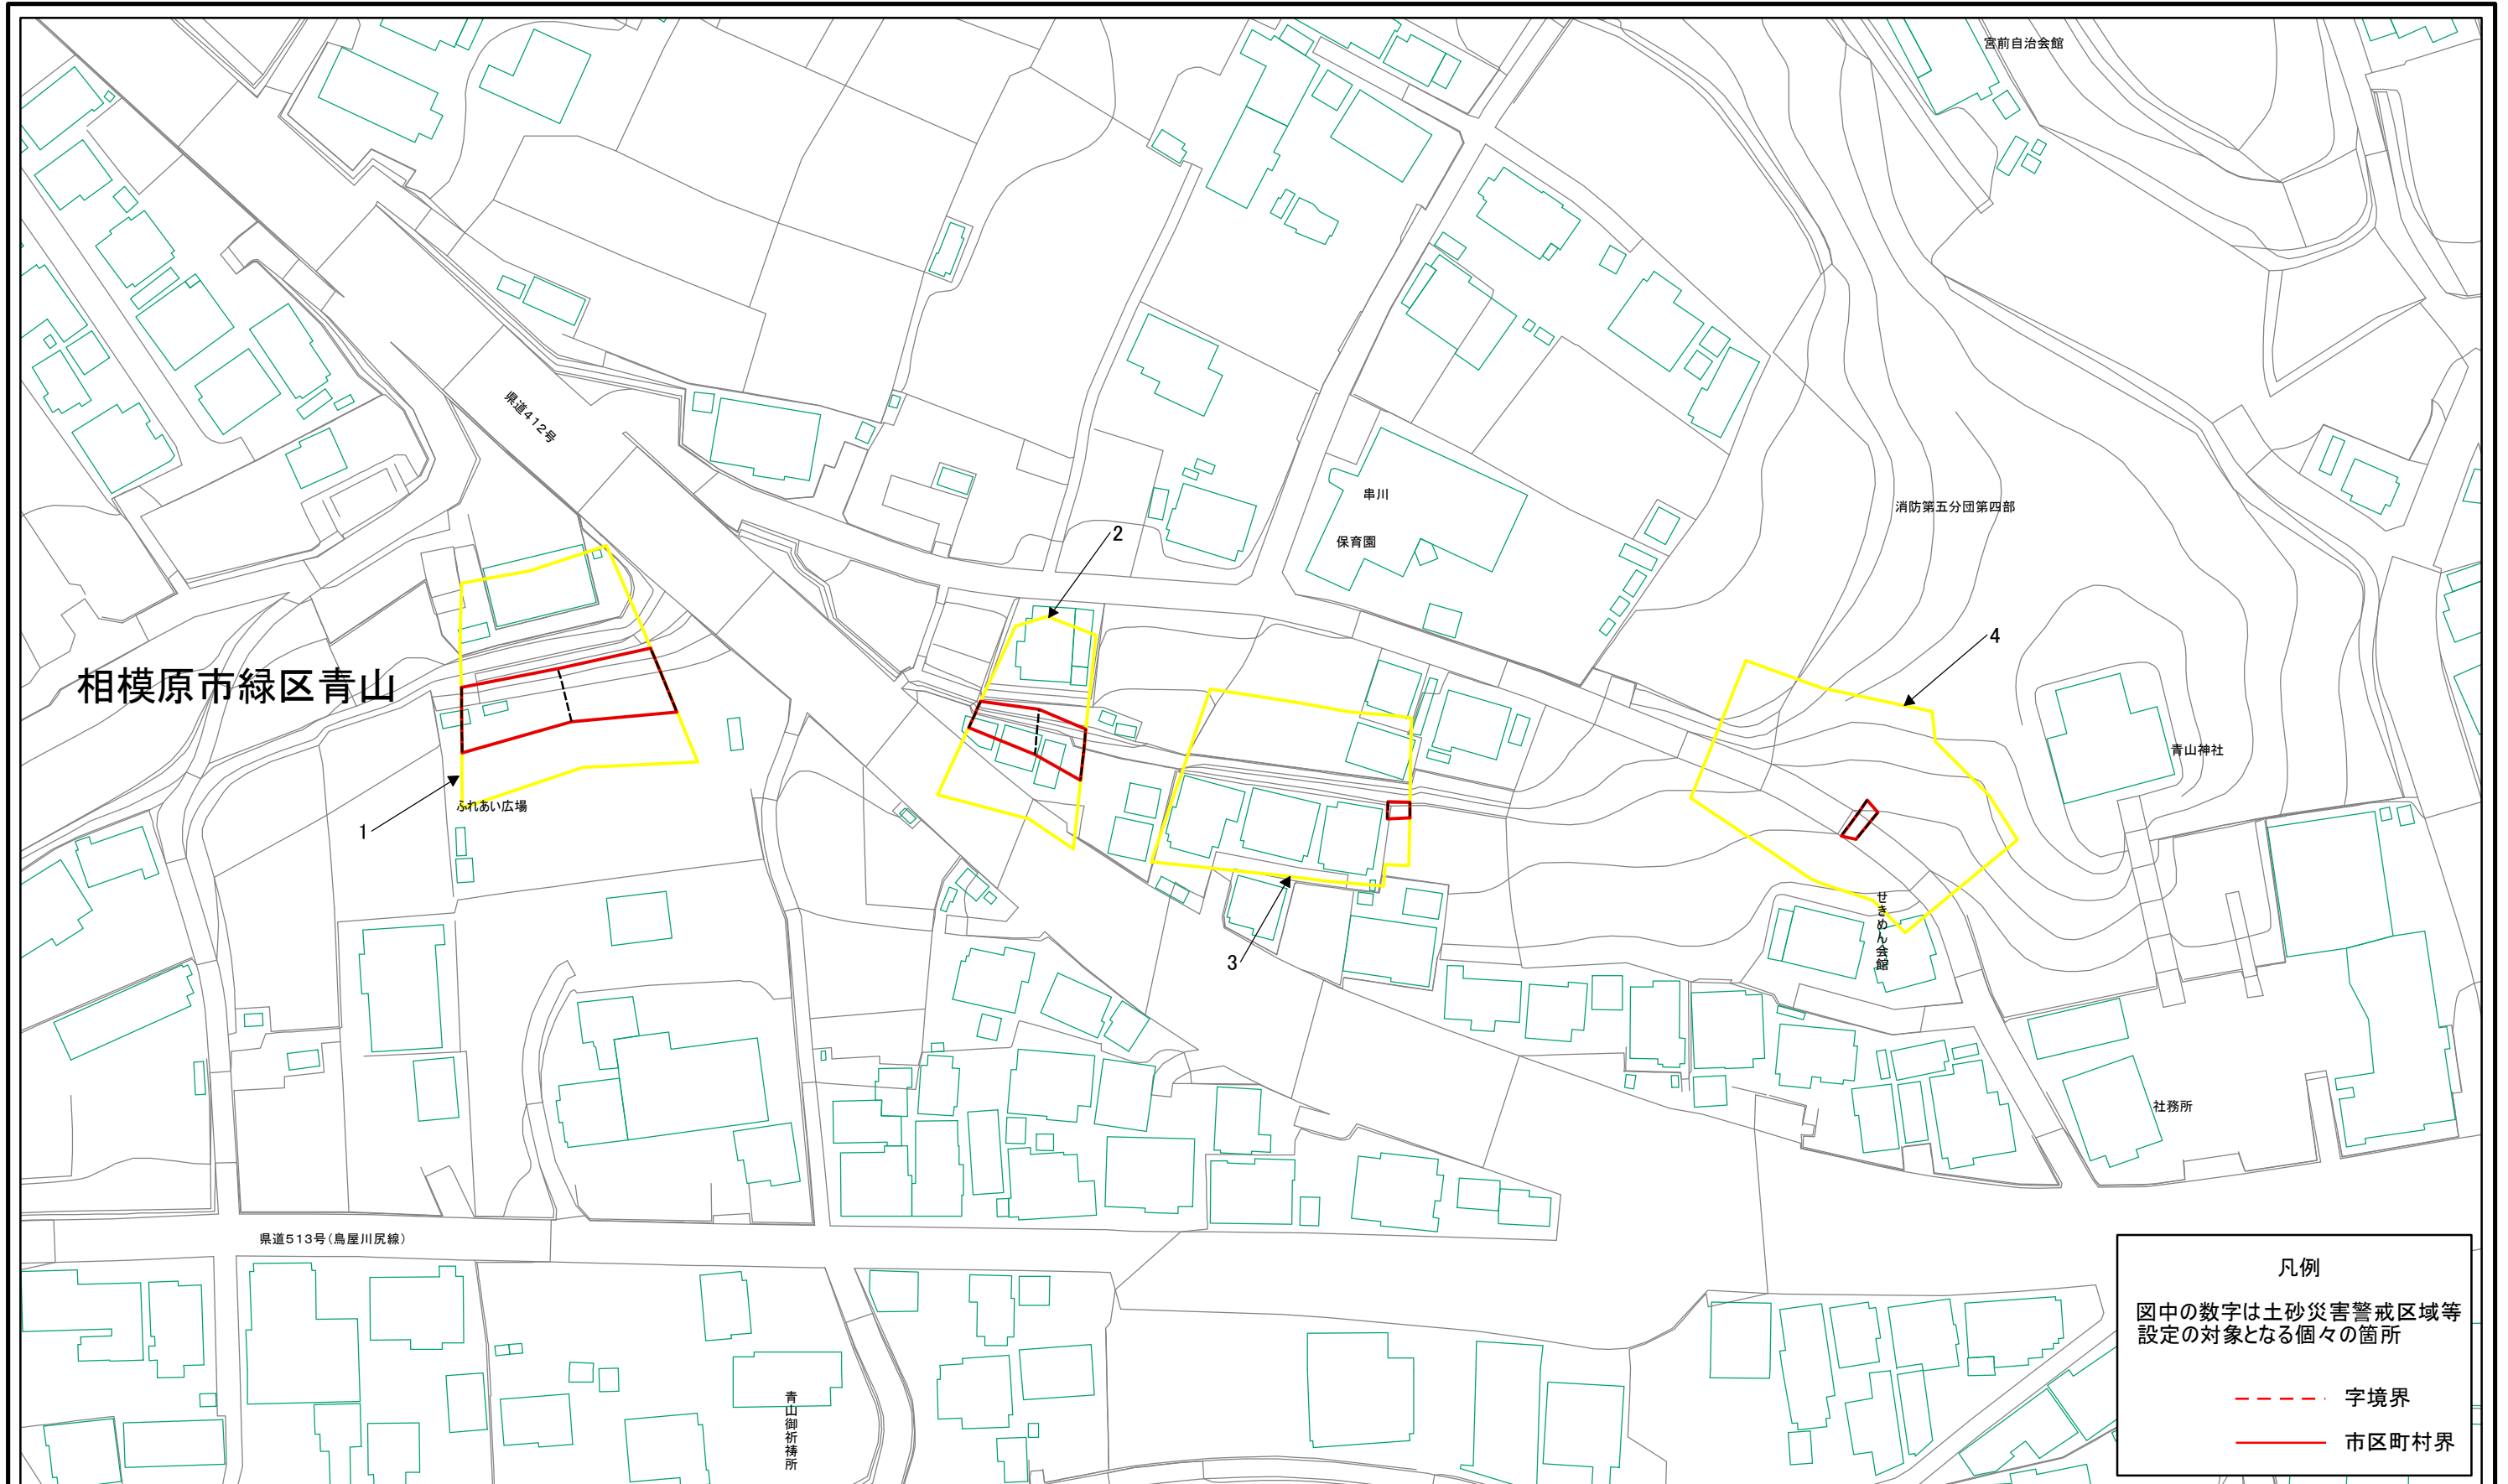 宮前自治会館
県道412号
串川
保育園
消防第五分団第四部
2
4
相模原市緑区青山
青山神社
ふれあい広場
1
3
せきめん会館
社務所
県道513号(鳥屋川尻線)
青山御祈祷所
凡例
図中の数字は土砂災害警戒区域等
設定の対象となる個々の箇所
字境界
市区町村界